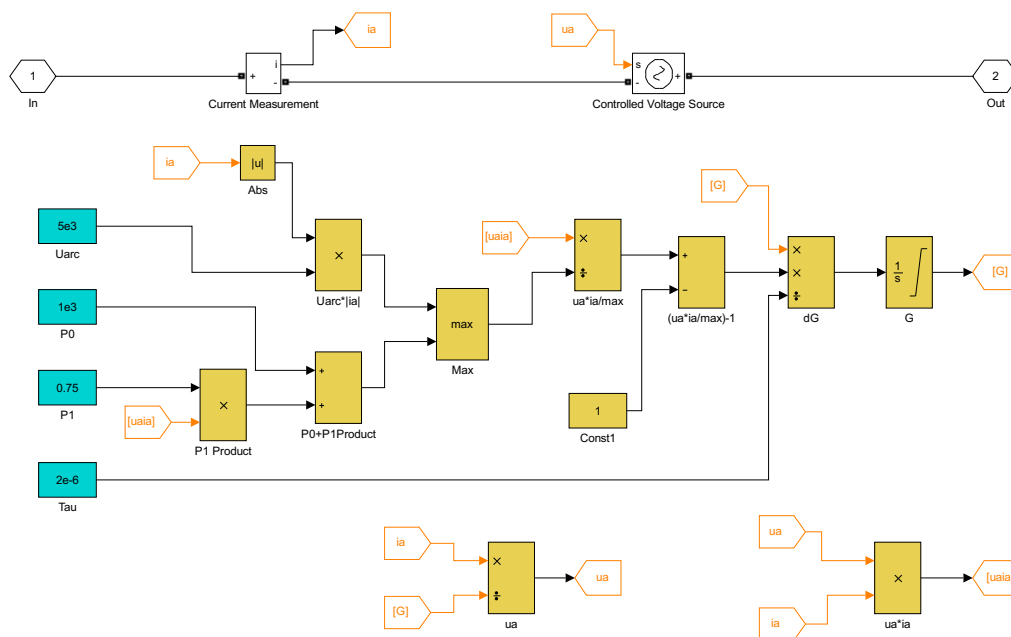 ia
ua
1
In
+
i
-
Current Measurement
s
-
+
Controlled Voltage Source
2
Out
ia
|u|
Abs
5e3
Uarc
×
Uarc*|ia|
[uaia]
×
÷
ua*ia/max
+
−
(ua*ia/max)-1
[G]
×
×
÷
dG
1
s
G
[G]
1e3
P0
max
Max
0.75
P1
[uaia]
×
P1 Product
+
+
P0+P1Product
1
Const1
2e-6
Tau
ia
[G]
×
÷
ua
ua
ua
ia
×
ua*ia
[uaia]